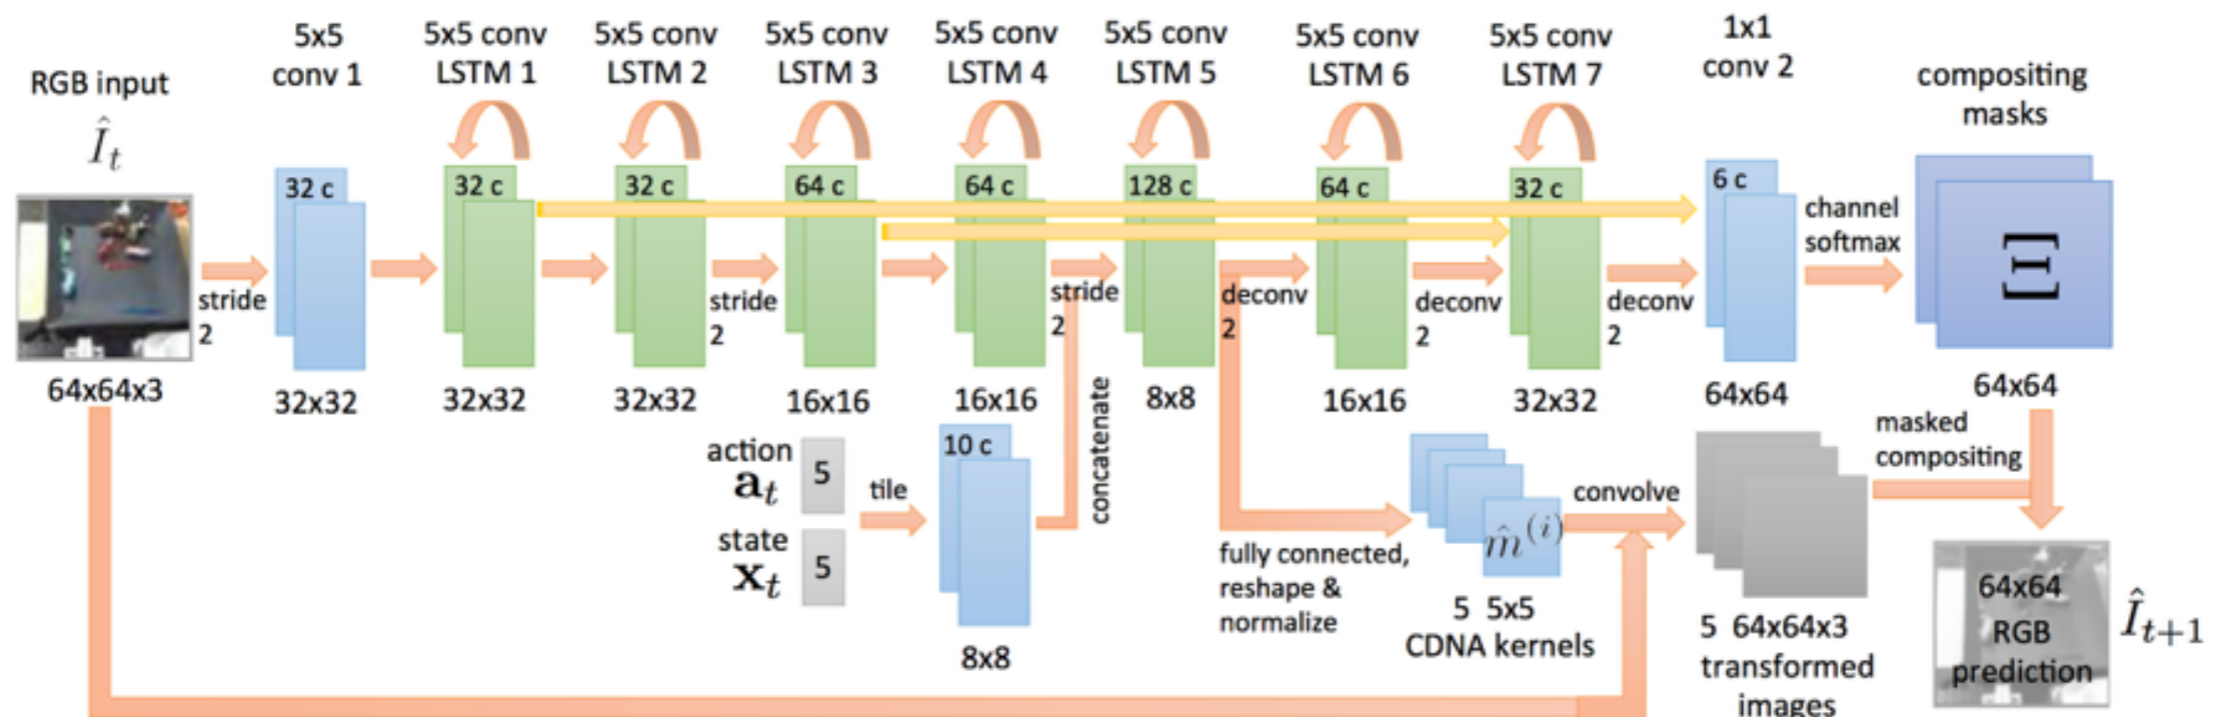 RGB input
Î_t
64x64x3
stride
2
5x5
conv 1
32 c
32x32
5x5 conv
LSTM 1
32 c
32x32
5x5 conv
LSTM 2
32 c
32x32
stride
2
5x5 conv
LSTM 3
64 c
16x16
5x5 conv
LSTM 4
64 c
16x16
stride
2
5x5 conv
LSTM 5
128 c
8x8
deconv
2
5x5 conv
LSTM 6
64 c
16x16
deconv
2
5x5 conv
LSTM 7
32 c
32x32
deconv
2
1x1
conv 2
6 c
64x64
channel
softmax
compositing
masks
Ξ
64x64
action
a_t
5
state
x_t
5
tile
10 c
8x8
concatenate
fully connected,
reshape &
normalize
m̂^(i)
5 5x5
CDNA kernels
convolve
5 64x64x3
transformed
images
masked
compositing
64x64
RGB
prediction
Î_t+1